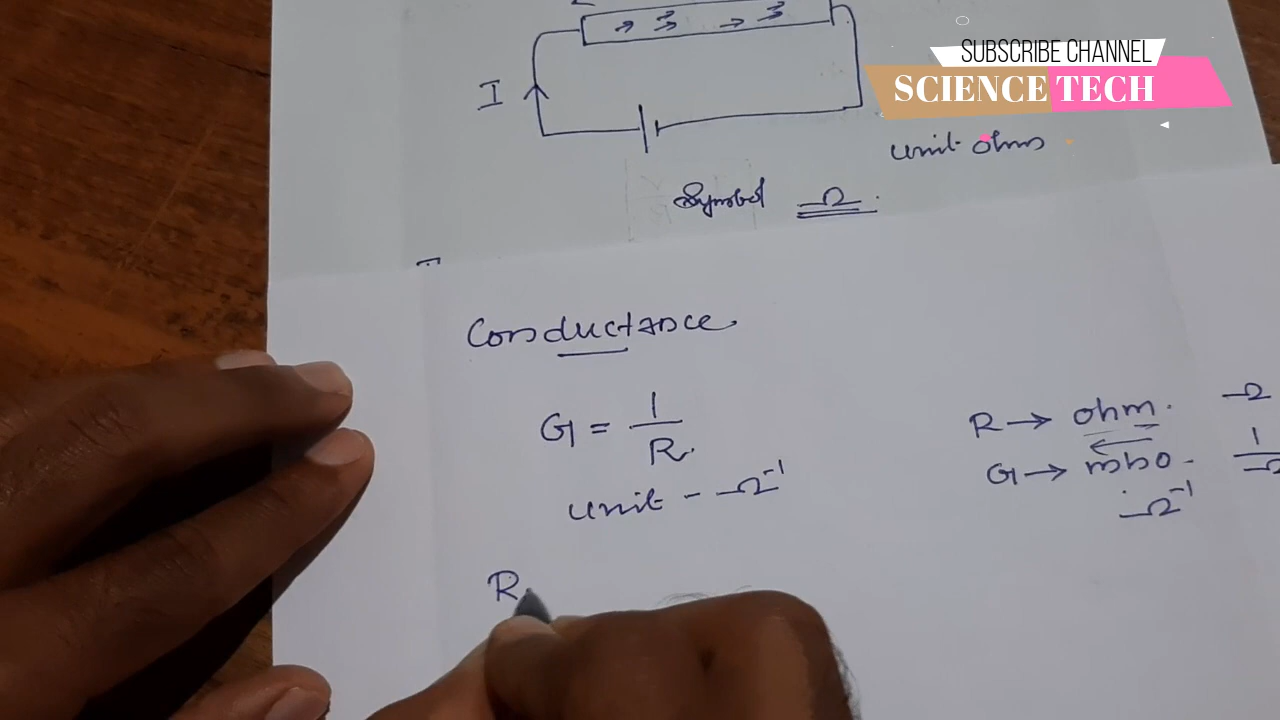 SUBSCRIBE CHANNEL
SCIENCE TECH
I
unit ohms
Symbol Ω
Conductance
G = 1/R
unit - Ω⁻¹
R → ohm. Ω
G → mho - 1/Ω
Ω⁻¹
R